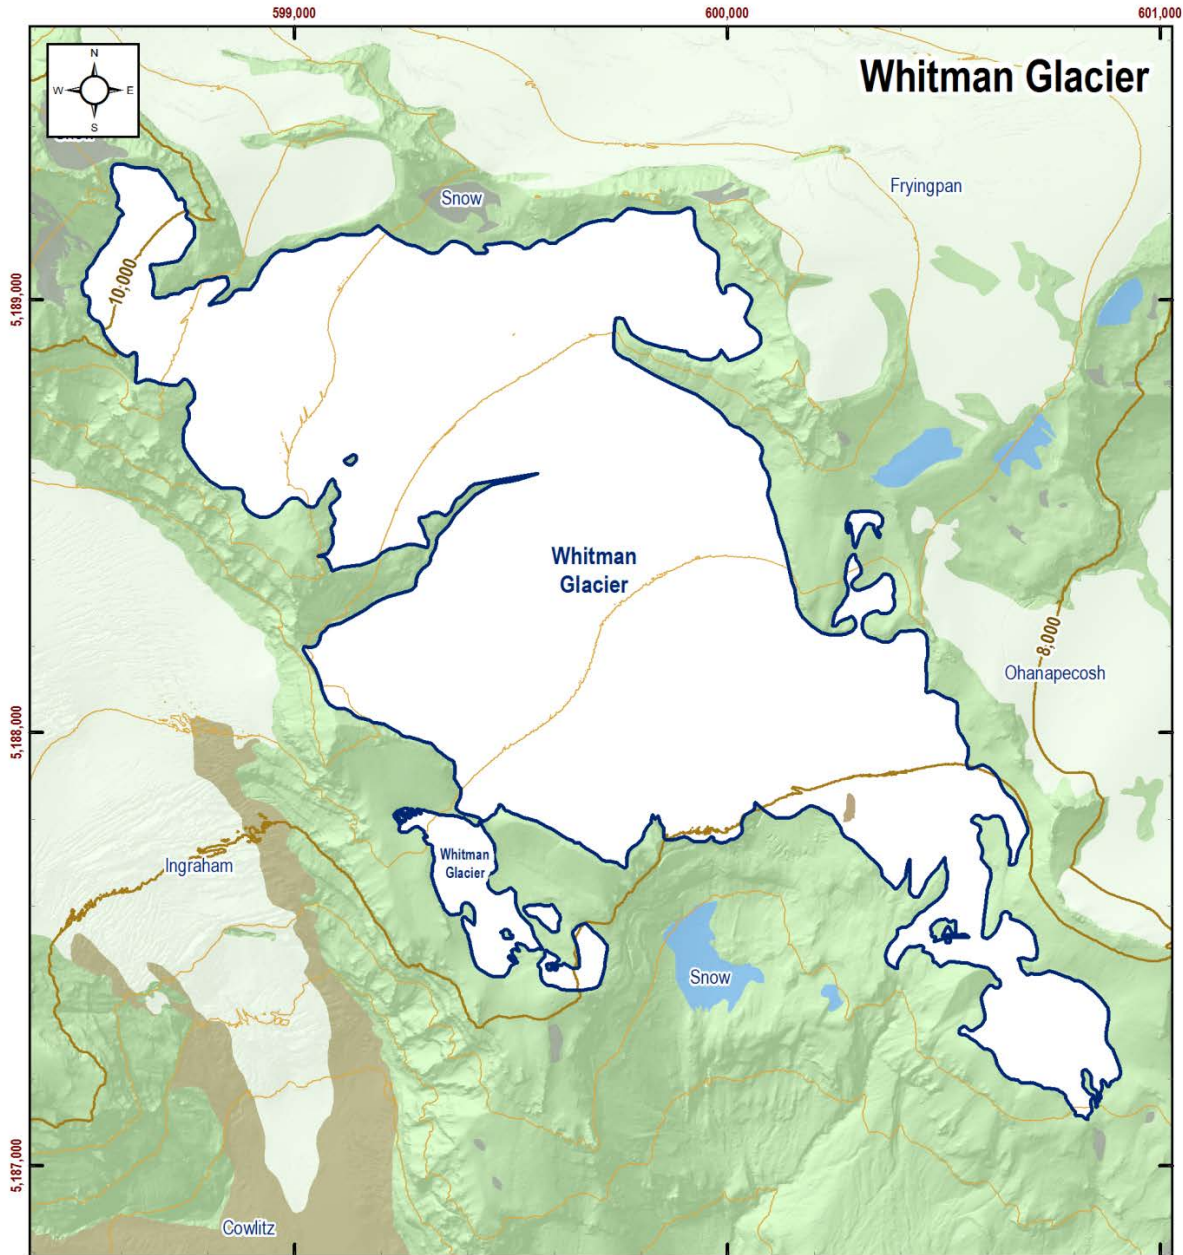 599,000
600,000
601,000
N
W
E
S
Whitman Glacier
Snow
Fryingpan
5,189,000
10,000
Whitman
Glacier
8,000
Ohanapecosh
5,188,000
Whitman
Glacier
Ingraham
Snow
5,187,000
Cowlitz